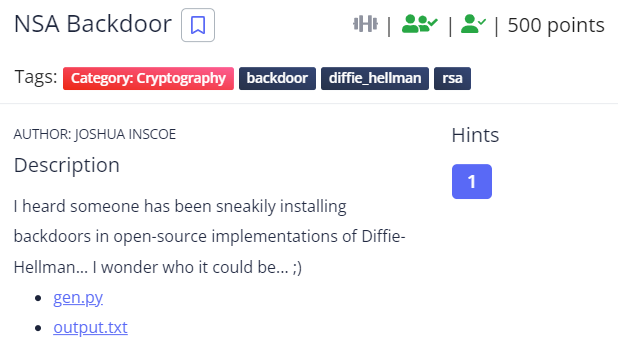 NSA Backdoor | | | 500 points
Tags: Category: Cryptography backdoor diffie_hellman rsa
AUTHOR: JOSHUA INSCOE
Description
I heard someone has been sneakily installing
backdoors in open-source implementations of Diffie-
Hellman... I wonder who it could be... ;)
• gen.py
• output.txt
Hints
1